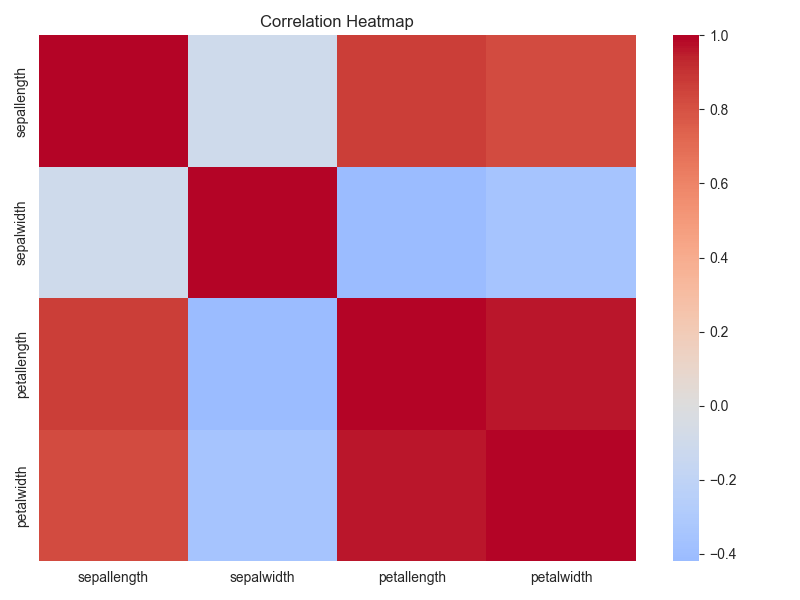 Correlation Heatmap
sepallength
sepalwidth
petallength
petalwidth
sepallength
sepalwidth
petallength
petalwidth
1.0
0.8
0.6
0.4
0.2
0.0
−0.2
−0.4